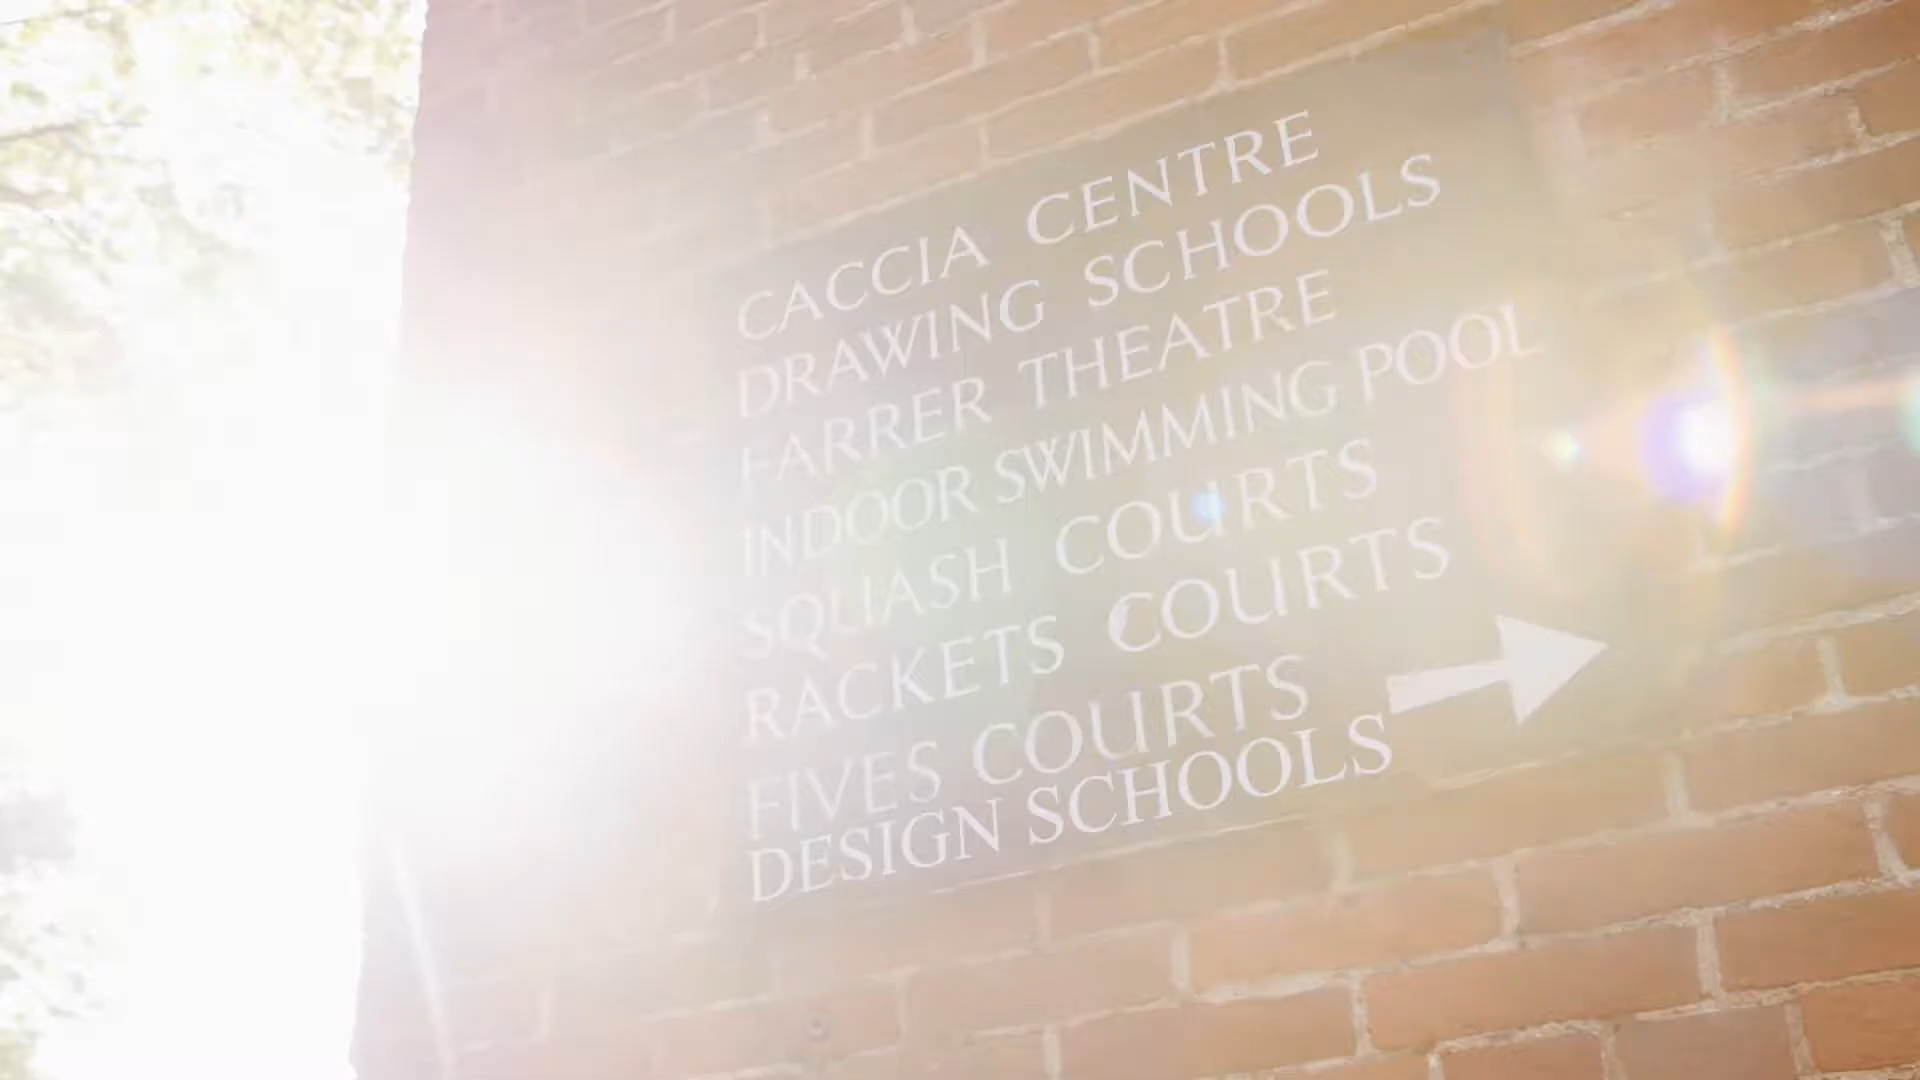 CACCIA CENTRE
DRAWING SCHOOLS
FARRER THEATRE
INDOOR SWIMMING POOL
SQUASH COURTS
RACKETS COURTS
FIVES COURTS
DESIGN SCHOOLS